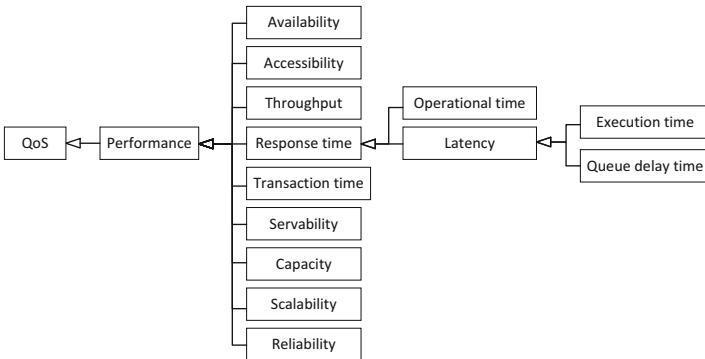 Availability
Accessibility
Throughput
Operational time
Execution time
QoS
Performance
Response time
Latency
Queue delay time
Transaction time
Servability
Capacity
Scalability
Reliability